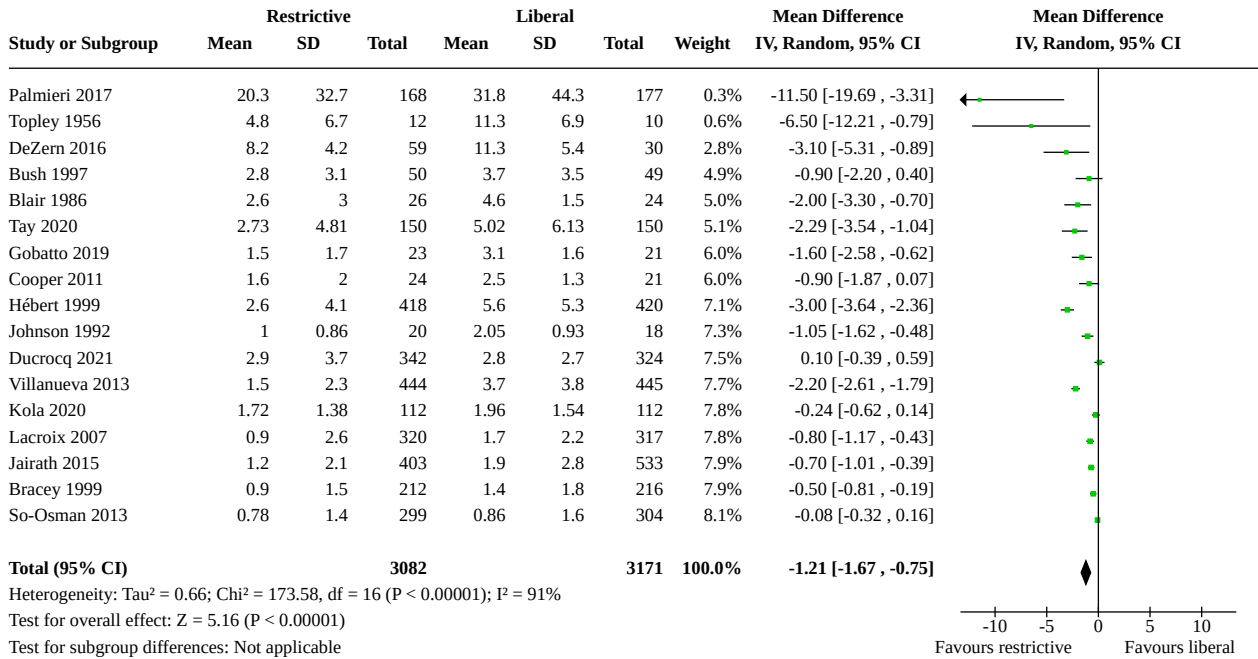 Restrictive Liberal Mean Difference Mean Difference
Study or Subgroup Mean SD Total Mean SD Total Weight IV, Random, 95% CI IV, Random, 95% CI
Palmieri 2017 20.3 32.7 168 31.8 44.3 177 0.3% -11.50 [-19.69 , -3.31]
Topley 1956 4.8 6.7 12 11.3 6.9 10 0.6% -6.50 [-12.21 , -0.79]
DeZern 2016 8.2 4.2 59 11.3 5.4 30 2.8% -3.10 [-5.31 , -0.89]
Bush 1997 2.8 3.1 50 3.7 3.5 49 4.9% -0.90 [-2.20 , 0.40]
Blair 1986 2.6 3 26 4.6 1.5 24 5.0% -2.00 [-3.30 , -0.70]
Tay 2020 2.73 4.81 150 5.02 6.13 150 5.1% -2.29 [-3.54 , -1.04]
Gobatto 2019 1.5 1.7 23 3.1 1.6 21 6.0% -1.60 [-2.58 , -0.62]
Cooper 2011 1.6 2 24 2.5 1.3 21 6.0% -0.90 [-1.87 , 0.07]
Hébert 1999 2.6 4.1 418 5.6 5.3 420 7.1% -3.00 [-3.64 , -2.36]
Johnson 1992 1 0.86 20 2.05 0.93 18 7.3% -1.05 [-1.62 , -0.48]
Ducrocq 2021 2.9 3.7 342 2.8 2.7 324 7.5% 0.10 [-0.39 , 0.59]
Villanueva 2013 1.5 2.3 444 3.7 3.8 445 7.7% -2.20 [-2.61 , -1.79]
Kola 2020 1.72 1.38 112 1.96 1.54 112 7.8% -0.24 [-0.62 , 0.14]
Lacroix 2007 0.9 2.6 320 1.7 2.2 317 7.8% -0.80 [-1.17 , -0.43]
Jairath 2015 1.2 2.1 403 1.9 2.8 533 7.9% -0.70 [-1.01 , -0.39]
Bracey 1999 0.9 1.5 212 1.4 1.8 216 7.9% -0.50 [-0.81 , -0.19]
So-Osman 2013 0.78 1.4 299 0.86 1.6 304 8.1% -0.08 [-0.32 , 0.16]
Total (95% CI) 3082 3171 100.0% -1.21 [-1.67 , -0.75]
Heterogeneity: Tau² = 0.66; Chi² = 173.58, df = 16 (P < 0.00001); I² = 91%
Test for overall effect: Z = 5.16 (P < 0.00001) -10 -5 0 5 10
Test for subgroup differences: Not applicable Favours restrictive Favours liberal